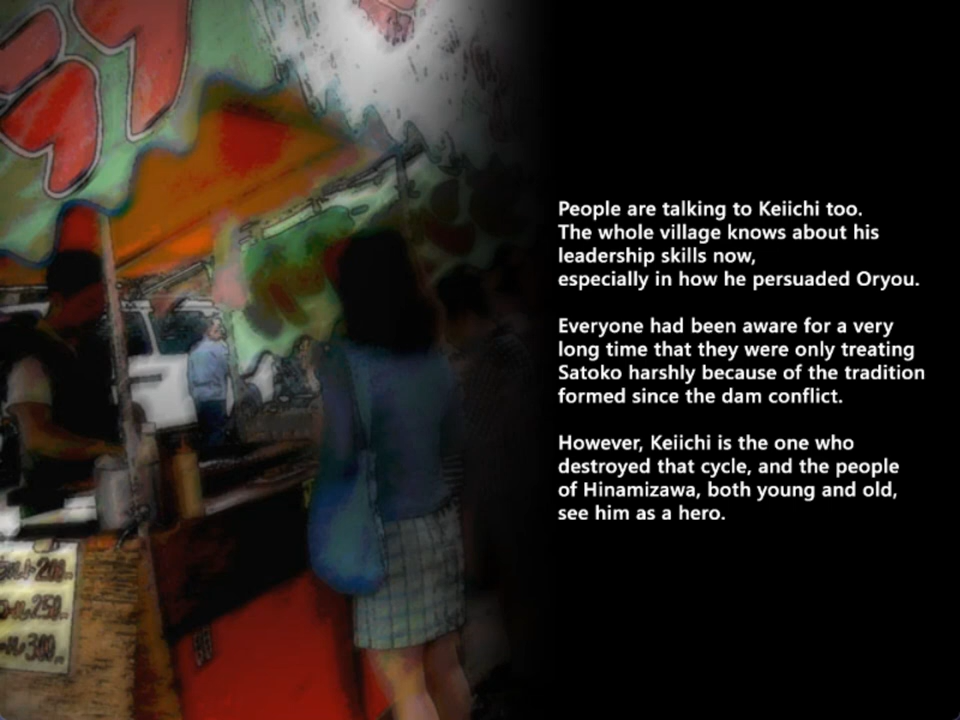 People are talking to Keiichi too.
The whole village knows about his
leadership skills now,
especially in how he persuaded Oryou.
Everyone had been aware for a very
long time that they were only treating
Satoko harshly because of the tradition
formed since the dam conflict.
However, Keiichi is the one who
destroyed that cycle, and the people
of Hinamizawa, both young and old,
see him as a hero.
200
250
300